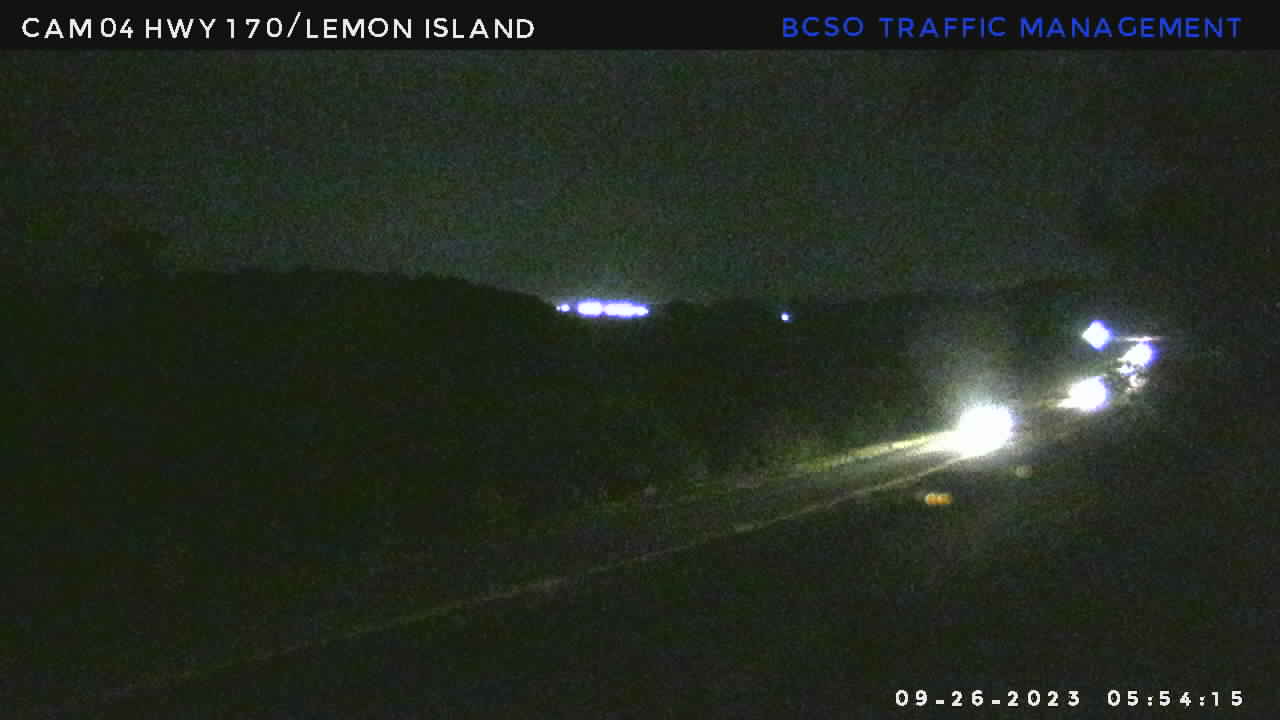 CAM04 HWY 170/LEMON ISLAND
BCSO TRAFFIC MANAGEMENT
09-26-2023 05:54:15